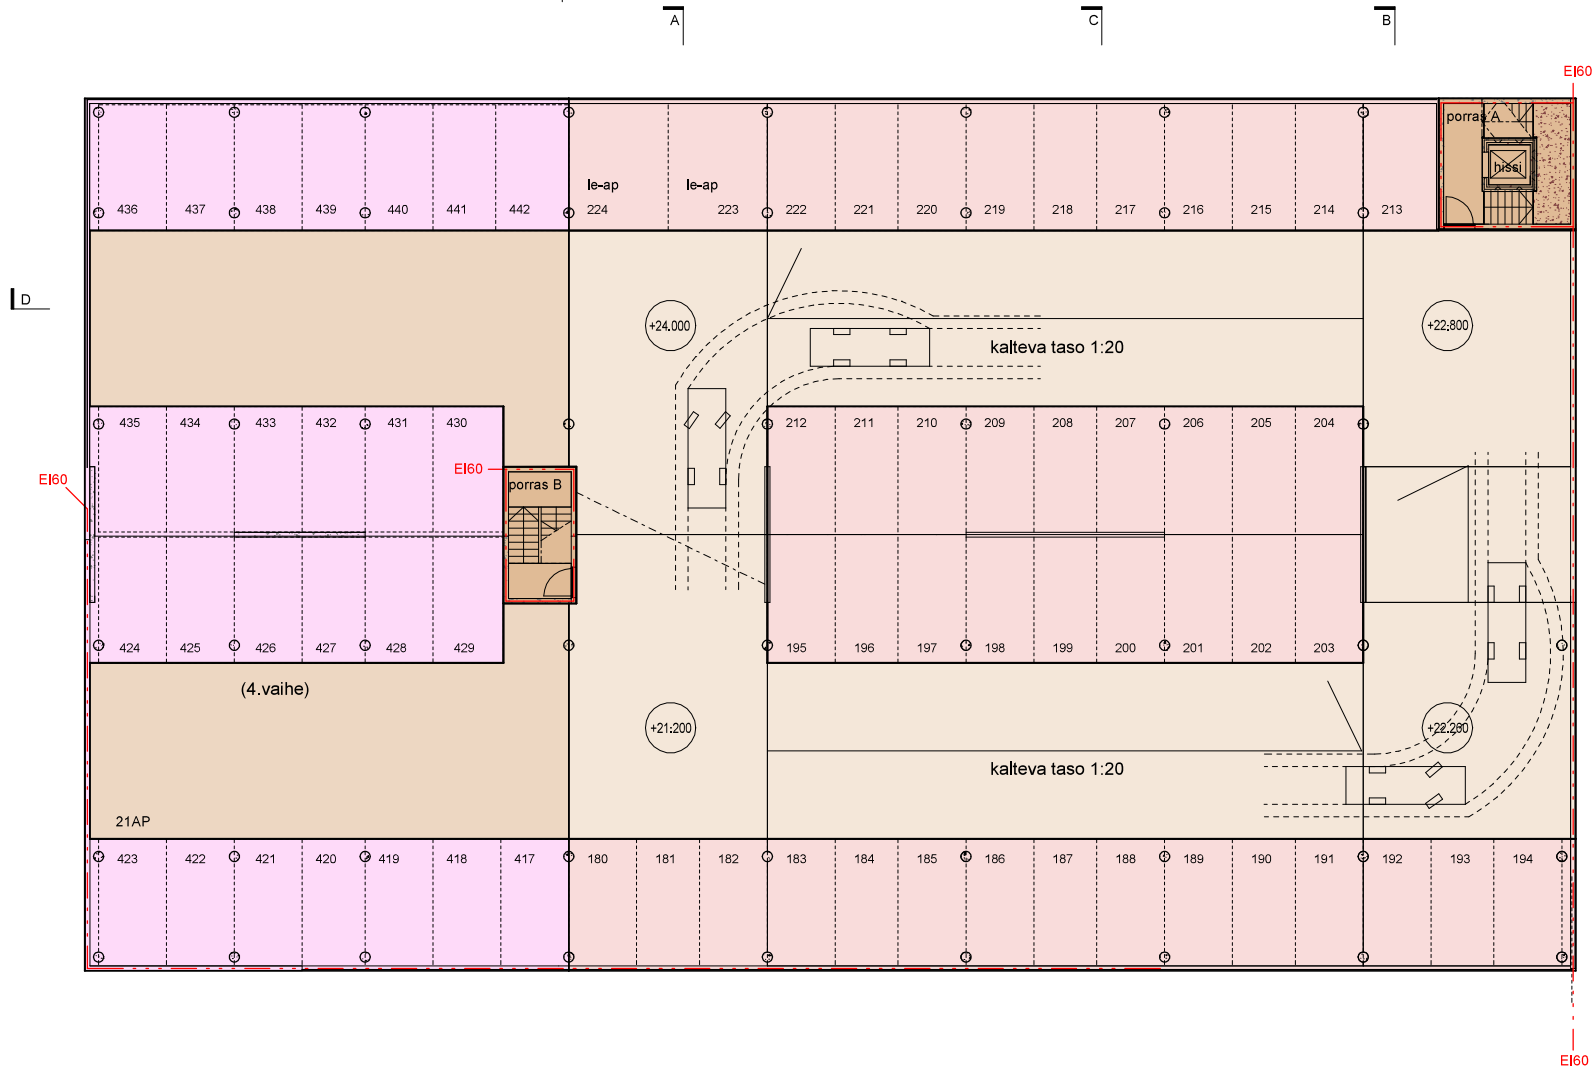 A
C
B
EI60
porras A
hissi
le-ap
le-ap
436 437 438 439 440 441 442 224 223 222 221 220 219 218 217 216 215 214 213
D
+24.000
+22.800
kalteva taso 1:20
435 434 433 432 431 430 212 211 210 209 208 207 206 205 204
EI60
EI60
porras B
424 425 426 427 428 429 195 196 197 198 199 200 201 202 203
(4.vaihe)
+21.200
+22.200
kalteva taso 1:20
21AP
423 422 421 420 419 418 417 180 181 182 183 184 185 186 187 188 189 190 191 192 193 194
EI60